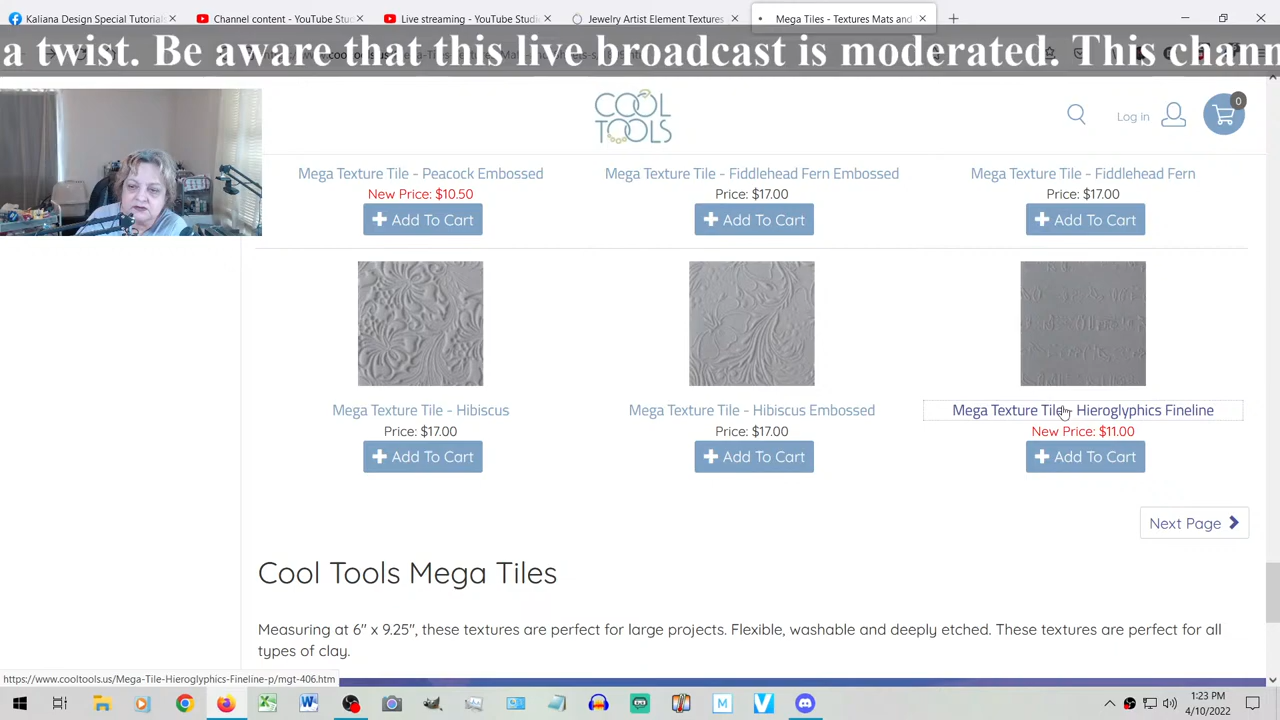 Kaliana Design Special Tutorials
Channel content - YouTube Studio
Live streaming - YouTube Studio
Jewelry Artist Element Textures
Mega Tiles - Textures Mats and
a twist. Be aware that this live broadcast is moderated. This chann
COOL
TOOLS
Log in
0
Mega Texture Tile - Peacock Embossed
New Price: $10.50
Add To Cart
Mega Texture Tile - Fiddlehead Fern Embossed
Price: $17.00
Add To Cart
Mega Texture Tile - Fiddlehead Fern
Price: $17.00
Add To Cart
Mega Texture Tile - Hibiscus
Price: $17.00
Add To Cart
Mega Texture Tile - Hibiscus Embossed
Price: $17.00
Add To Cart
Mega Texture Tile - Hieroglyphics Fineline
New Price: $11.00
Add To Cart
Next Page
Cool Tools Mega Tiles
Measuring at 6" x 9.25", these textures are perfect for large projects. Flexible, washable and deeply etched. These textures are perfect for all
types of clay.
https://www.cooltools.us/Mega-Tile-Hieroglyphics-Fineline-p/mgt-406.htm
1:23 PM
4/10/2022